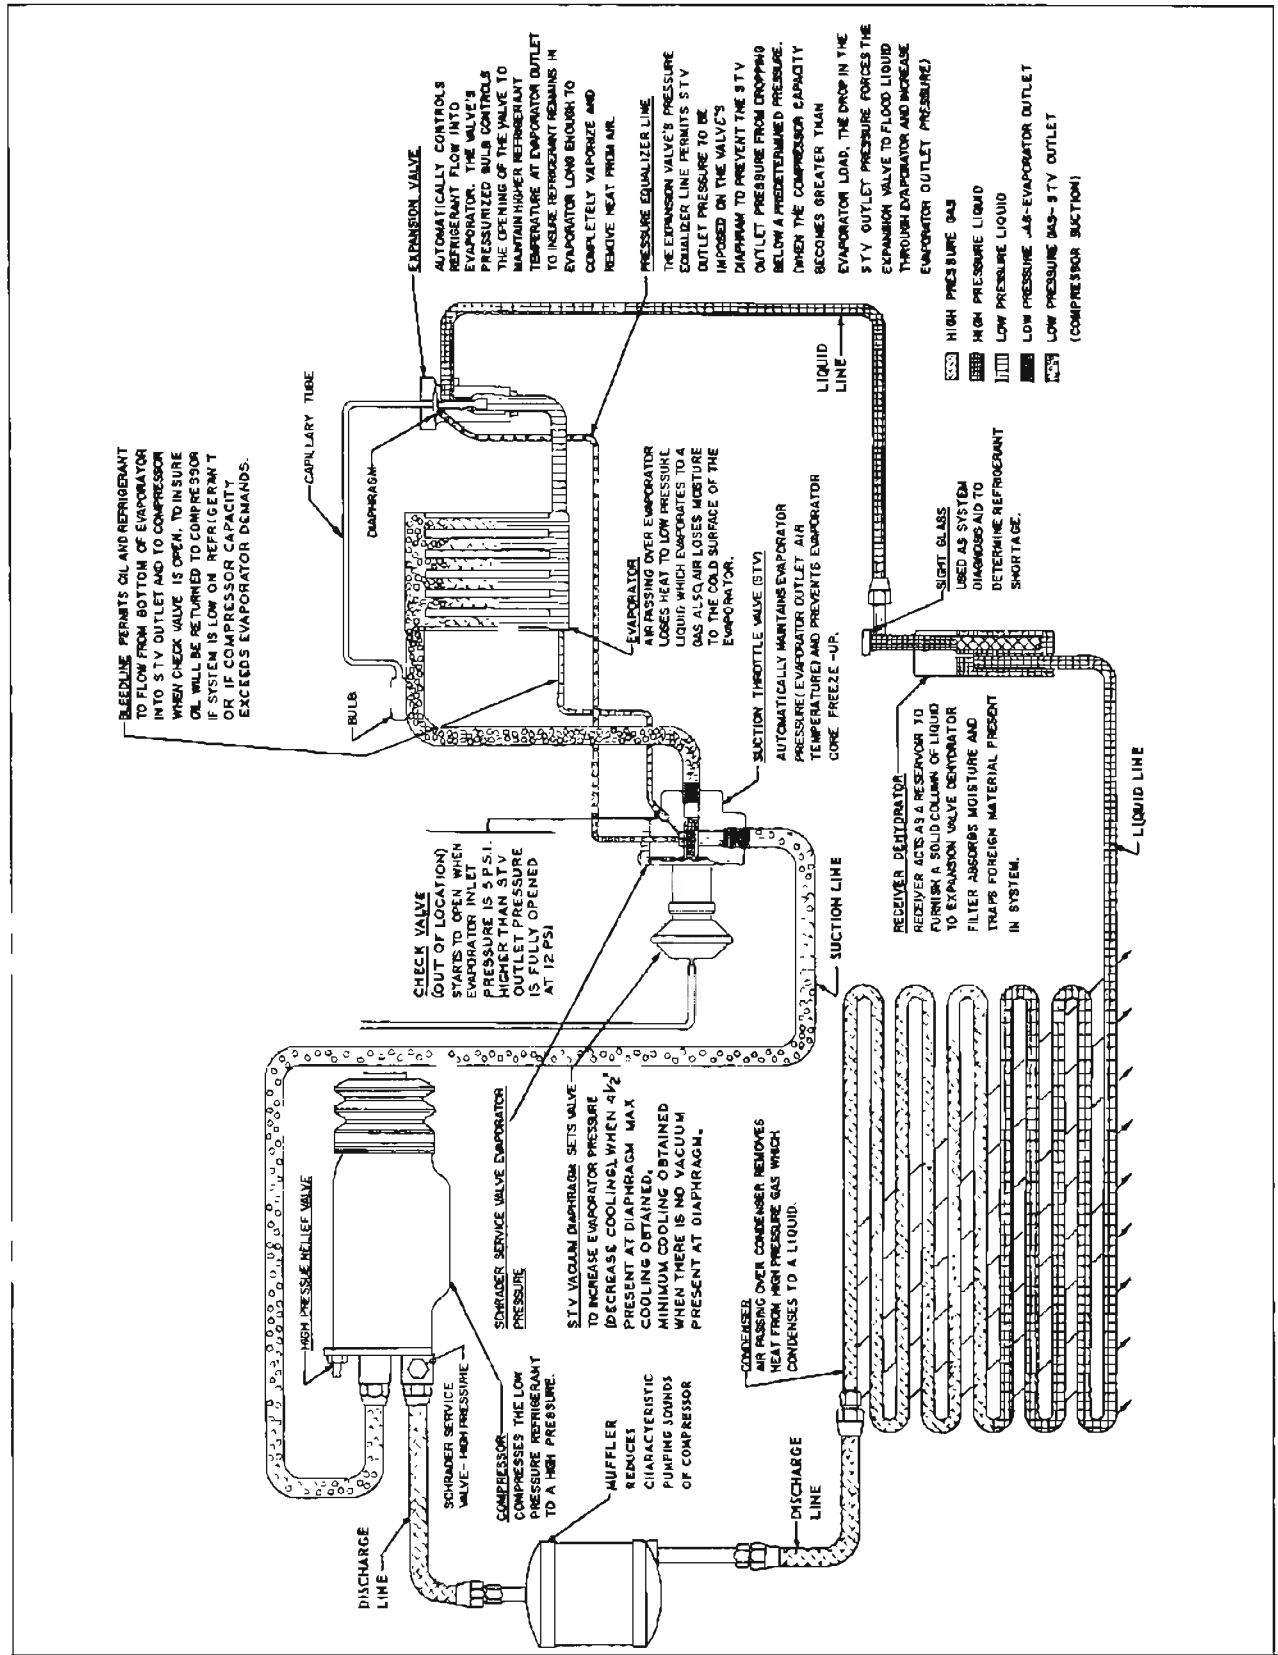 BLEEDLINE PERMITS OIL AND REFRIGERANT
TO FLOW FROM BOTTOM OF EVAPORATOR
INTO STV OUTLET AND TO COMPRESSOR
WHEN CHECK VALVE IS OPEN. TO INSURE
OIL WILL BE RETURNED TO COMPRESSOR
IF SYSTEM IS LOW ON REFRIGERANT
OR IF COMPRESSOR CAPACITY
EXCEEDS EVAPORATOR DEMANDS.
CAPILLARY TUBE
BULB
DIAPHRAGM
EXPANSION VALVE
AUTOMATICALLY CONTROLS
REFRIGERANT FLOW INTO
EVAPORATOR. THE VALVE'S
PRESSURIZED BULB CONTROLS
THE OPENING OF THE VALVE TO
MAINTAIN HIGHER REFRIGERANT
TEMPERATURE AT EVAPORATOR OUTLET
TO INSURE REFRIGERANT REMAINS IN
EVAPORATOR LONG ENOUGH TO
COMPLETELY VAPORIZE AND
REMOVE HEAT FROM AIR.
PRESSURE EQUALIZER LINE
THE EXPANSION VALVE'S PRESSURE
EQUALIZER LINE PERMITS STV
OUTLET PRESSURE TO BE
IMPOSED ON THE VALVE'S
DIAPHRAM TO PREVENT THE STV
OUTLET PRESSURE FROM DROPPING
BELOW A PREDETERMINED PRESSURE.
(WHEN THE COMPRESSOR CAPACITY
BECOMES GREATER THAN
EVAPORATOR LOAD, THE DROP IN THE
STV OUTLET PRESSURE FORCES THE
EXPANSION VALVE TO FLOOD LIQUID
THROUGH EVAPORATOR AND INCREASE
EVAPORATOR OUTLET PRESSURE)
HIGH PRESSURE GAS
HIGH PRESSURE LIQUID
LOW PRESSURE LIQUID
LOW PRESSURE GAS-EVAPORATOR OUTLET
LOW PRESSURE GAS-STV OUTLET
(COMPRESSOR SUCTION)
EVAPORATOR
AIR PASSING OVER EVAPORATOR
LOSES HEAT TO LOW PRESSURE
LIQUID WHICH EVAPORATES TO A
GAS ALSO AIR LOSES MOISTURE
TO THE COLD SURFACE OF THE
EVAPORATOR.
LIQUID
LINE
SUCTION THROTTLE VALVE (STV)
AUTOMATICALLY MAINTAINS EVAPORATOR
PRESSURE (EVAPORATOR OUTLET AIR
TEMPERATURE) AND PREVENTS EVAPORATOR
CORE FREEZE-UP.
SIGHT GLASS
USED AS SYSTEM
DIAGNOSIS AID TO
DETERMINE REFRIGERANT
SHORTAGE.
CHECK VALVE
(OUT OF LOCATION)
STARTS TO OPEN WHEN
EVAPORATOR INLET
PRESSURE IS 5 P.S.I.
HIGHER THAN STV
OUTLET PRESSURE
IS FULLY OPENED
AT 12 PSI
RECEIVER DEHYDRATOR
RECEIVER ACTS AS A RESERVOIR TO
FURNISH A SOLID COLUMN OF LIQUID
TO EXPANSION VALVE DEHYDRATOR
FILTER ABSORBS MOISTURE AND
TRAPS FOREIGN MATERIAL PRESENT
IN SYSTEM.
SUCTION LINE
LIQUID LINE
HIGH PRESSUE RELIEF VALVE
SCHRADER SERVICE VALVE EVAPORATOR
PRESSURE
STV VACUUM DIAPHRAGM SETS VALVE
TO INCREASE EVAPORATOR PRESSURE
(DECREASE COOLING), WHEN 4½"
PRESENT AT DIAPHRAGM MAX
COOLING OBTAINED.
MINIMUM COOLING OBTAINED
WHEN THERE IS NO VACUUM
PRESENT AT DIAPHRAGM.
CONDENSER
AIR PASSING OVER CONDENSER REMOVES
HEAT FROM HIGH PRESSURE GAS WHICH
CONDENSES TO A LIQUID.
SCHRADER SERVICE
VALVE-HIGH PRESSURE
COMPRESSOR
COMPRESSES THE LOW
PRESSURE REFRIGERANT
TO A HIGH PRESSURE.
MUFFLER
REDUCES
CHARACTERISTIC
PUMPING SOUNDS
OF COMPRESSOR
DISCHARGE
LINE
DISCHARGE
LINE